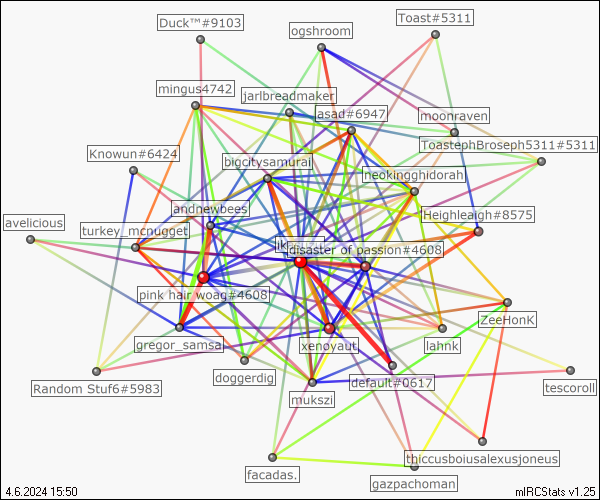 Duck™#9103
Toast#5311
ogshroom
mingus4742
jarlbreadmaker
asad#6947
moonraven
ToastephBroseph5311#5311
Knowun#6424
bigcitysamurai
neokingghidorah
andnewbees
Heighleaigh#8575
avelicious
turkey_mcnugget
disaster of passion#4608
pink hair woag#4608
ZeeHonK
gregor_samsa
xenovaut
lahnk
Random Stuf6#5983
doggerdig
default#0617
tescoroll
mukszi
thiccusboiusalexusjoneus
facadas.
gazpachoman
4.6.2024 15:50
mIRCStats v1.25